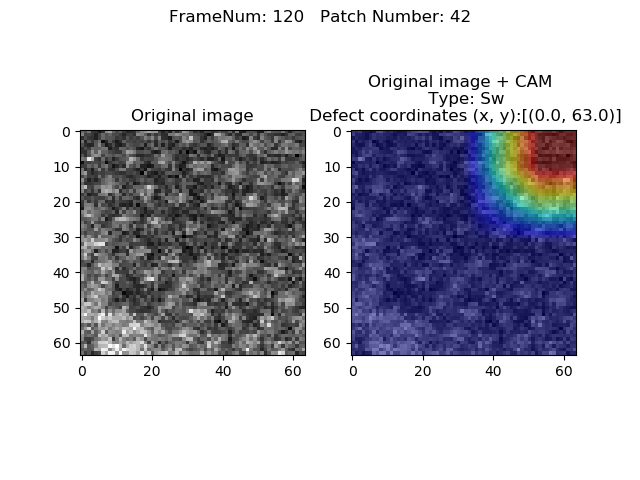 FrameNum: 120   Patch Number: 42
Original image
Original image + CAM
Type: Sw
Defect coordinates (x, y):[(0.0, 63.0)]
0
10
20
30
40
50
60
0 20 40 60
0
10
20
30
40
50
60
0 20 40 60